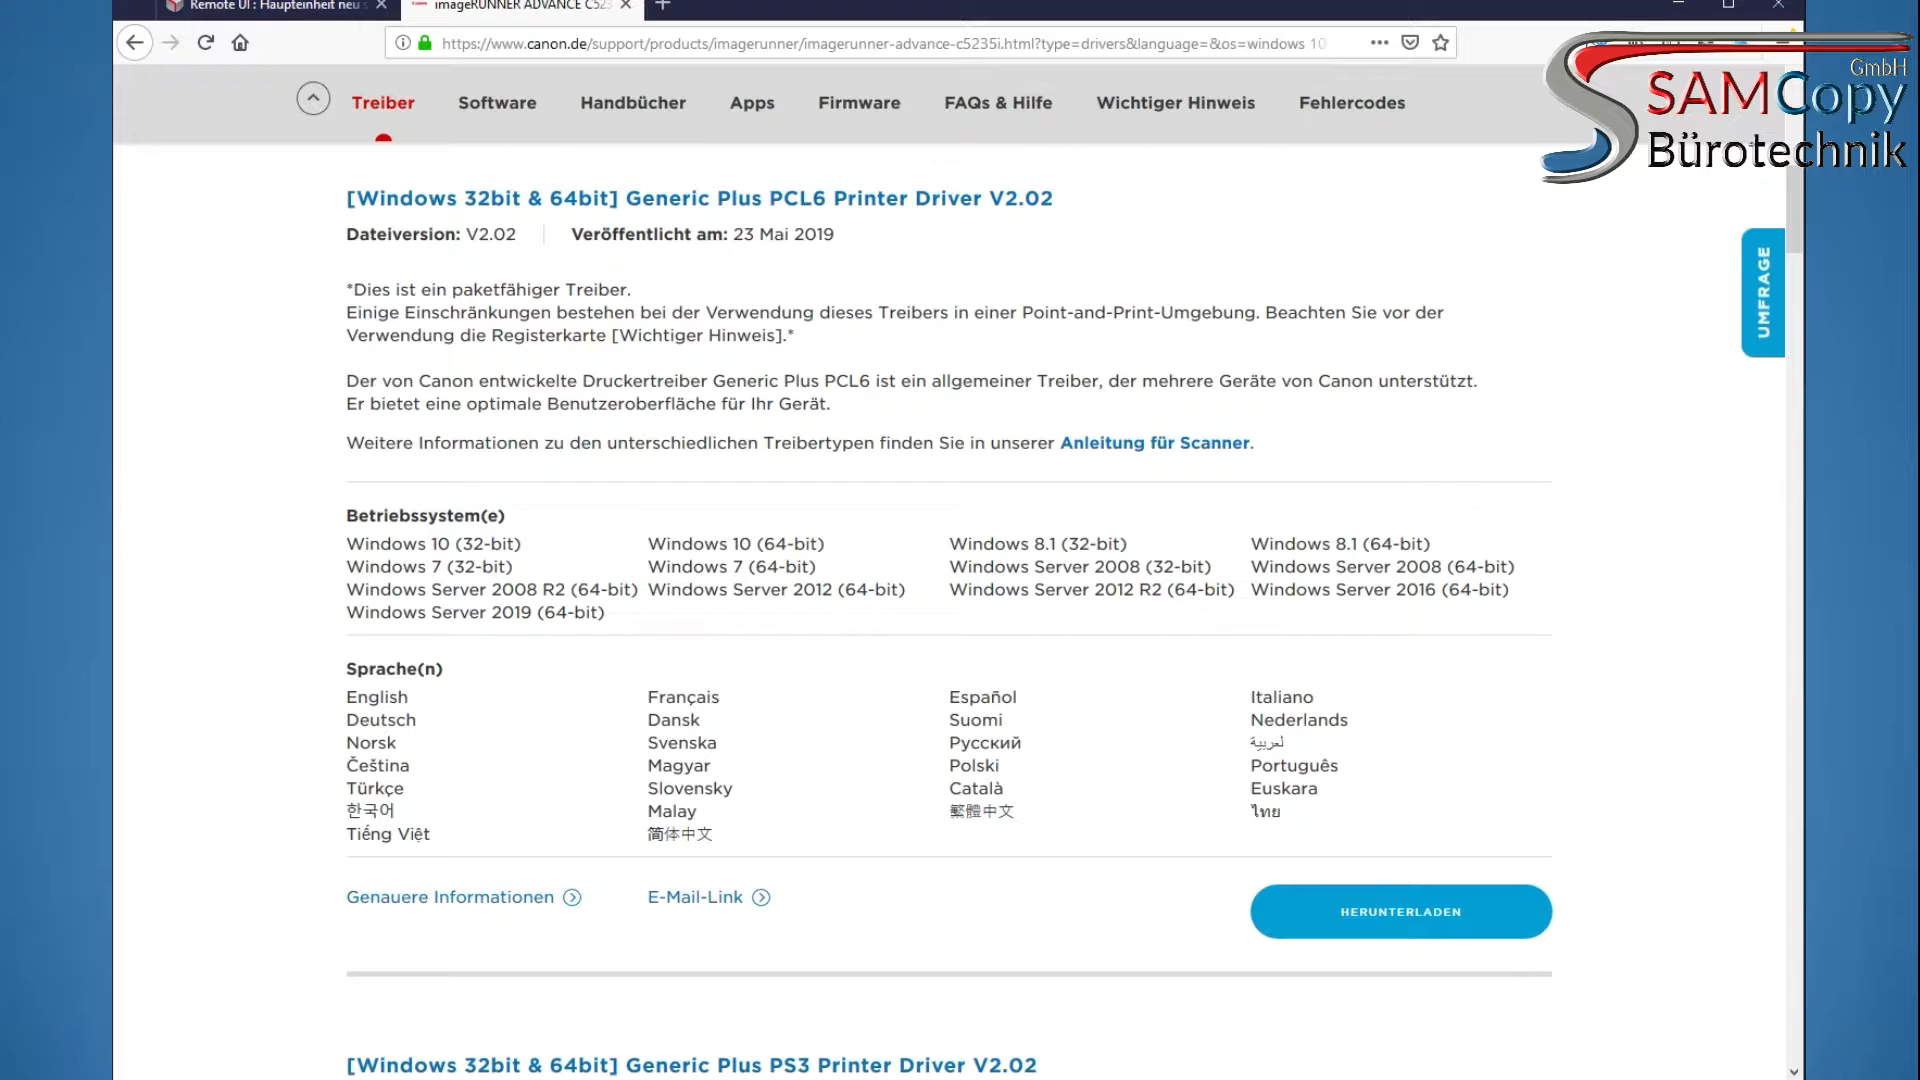 Remote UI : Haupteinheit neu
imageRUNNER ADVANCE C523
https://www.canon.de/support/products/imagerunner/imagerunner-advance-c5235i.html?type=drivers&language=&os=windows 10
GmbH
SAMCopy
Bürotechnik
Treiber Software Handbücher Apps Firmware FAQs & Hilfe Wichtiger Hinweis Fehlercodes
[Windows 32bit & 64bit] Generic Plus PCL6 Printer Driver V2.02
Dateiversion: V2.02 Veröffentlicht am: 23 Mai 2019
UMFRAGE
*Dies ist ein paketfähiger Treiber.
Einige Einschränkungen bestehen bei der Verwendung dieses Treibers in einer Point-and-Print-Umgebung. Beachten Sie vor der
Verwendung die Registerkarte [Wichtiger Hinweis].*
Der von Canon entwickelte Druckertreiber Generic Plus PCL6 ist ein allgemeiner Treiber, der mehrere Geräte von Canon unterstützt.
Er bietet eine optimale Benutzeroberfläche für Ihr Gerät.
Weitere Informationen zu den unterschiedlichen Treibertypen finden Sie in unserer Anleitung für Scanner.
Betriebssystem(e)
Windows 10 (32-bit) Windows 10 (64-bit) Windows 8.1 (32-bit) Windows 8.1 (64-bit)
Windows 7 (32-bit) Windows 7 (64-bit) Windows Server 2008 (32-bit) Windows Server 2008 (64-bit)
Windows Server 2008 R2 (64-bit) Windows Server 2012 (64-bit) Windows Server 2012 R2 (64-bit) Windows Server 2016 (64-bit)
Windows Server 2019 (64-bit)
Sprache(n)
English Français Español Italiano
Deutsch Dansk Suomi Nederlands
Norsk Svenska Русский لعربية
Čeština Magyar Polski Português
Türkçe Slovensky Català Euskara
한국어 Malay 繁體中文 ไทย
Tiếng Việt 简体中文
Genauere Informationen E-Mail-Link HERUNTERLADEN
[Windows 32bit & 64bit] Generic Plus PS3 Printer Driver V2.02